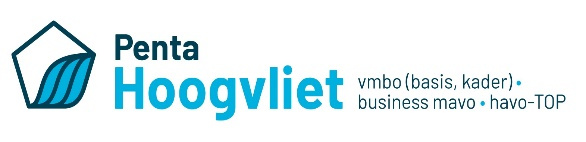 Penta
Hoogvliet
vmbo (basis, kader) •
business mavo • havo-TOP